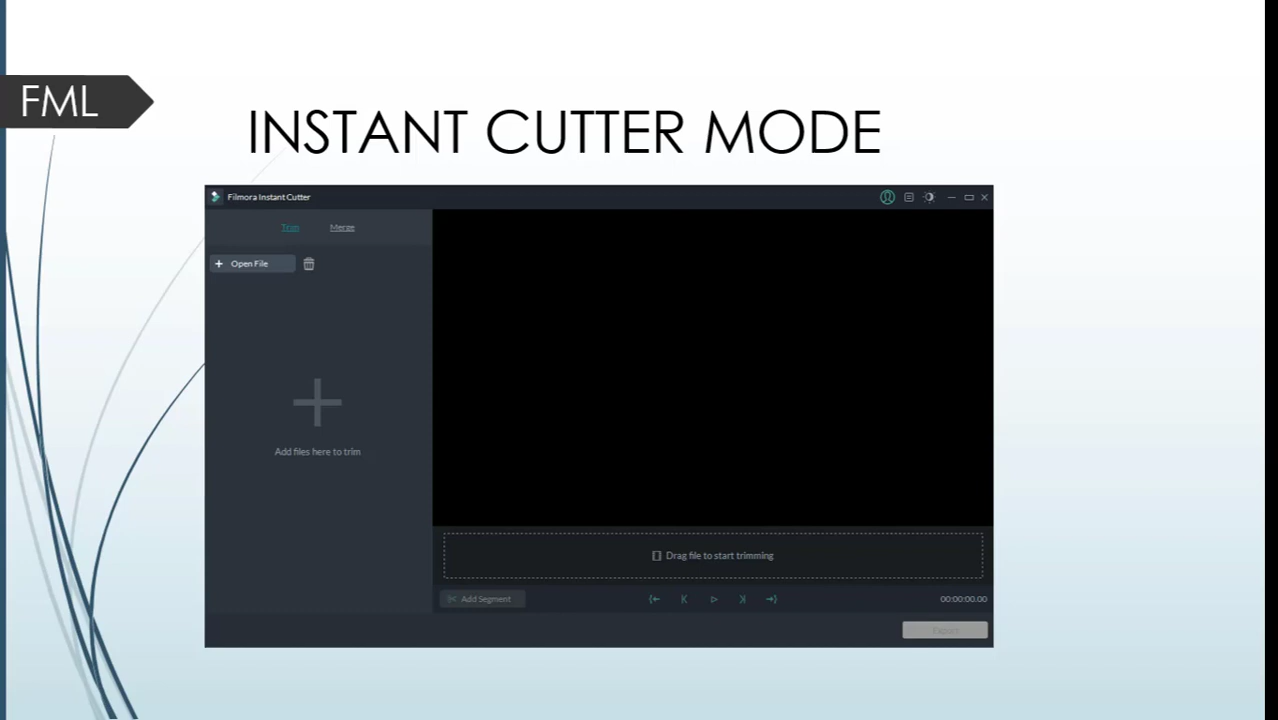 FML
INSTANT CUTTER MODE
Filmora Instant Cutter
Trim Merge
Open File
Add files here to trim
Drag file to start trimming
Add Segment
00:00:00.00
Export